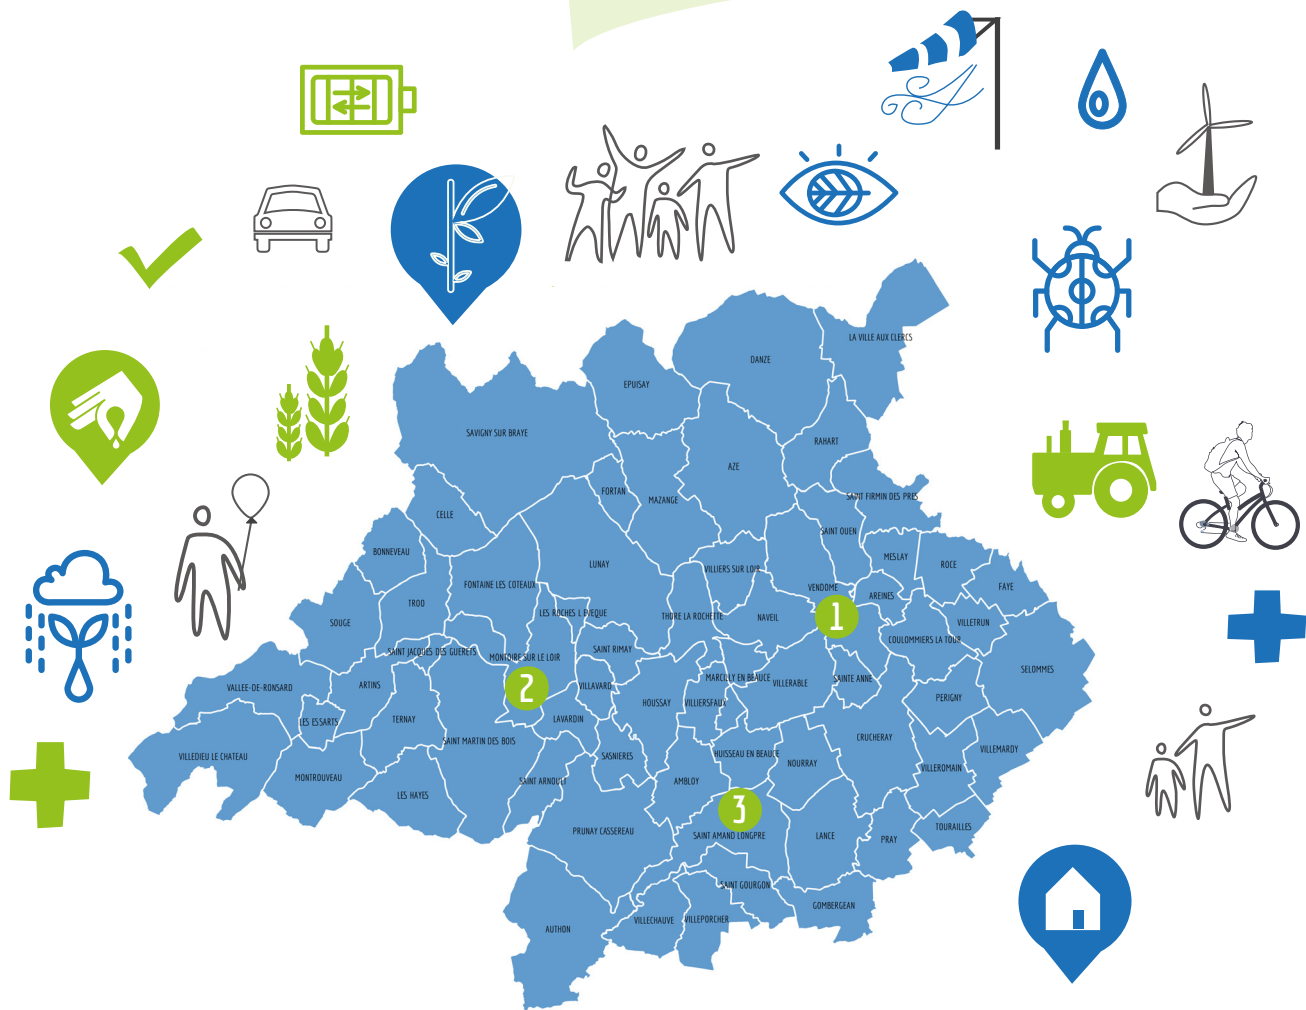 LA VILLE AUX CLERCS
DANZE
EPUISAY
SAVIGNY SUR BRAYE
RAHART
AZE
FORTAN
MAZANGE
SAINT FIRMIN DES PRES
CELLE
SAINT OUEN
BONNEVEAU
MESLAY
LUNAY
VILLIERS SUR LOIR
ROCE
FONTAINE LES COTEAUX
VENDOME
FAYE
AREINES
TROO
LES ROCHES L EVEQUE
THORE LA ROCHETTE
NAVEIL
1
SOUGE
VILLETRUN
COULOMMIERS LA TOUR
SAINT JACQUES DES GUERETS
MONTOIRE SUR LE LOIR
SAINT RIMAY
SELOMMES
MARCILLY EN BEAUCE
VILLERABLE
SAINTE ANNE
VALLEE-DE-RONSARD
ARTINS
2
VILLAVARD
PERIGNY
HOUSSAY
VILLIERSFAUX
LES ESSARTS
TERNAY
LAVARDIN
SAINT MARTIN DES BOIS
CRUCHERAY
VILLEMARDY
VILLEDIEU LE CHATEAU
SASNIERES
HUISSEAU EN BEAUCE
NOURRAY
VILLEROMAIN
MONTROUVEAU
SAINT ARNOULT
AMBLOY
LES HAYES
3
PRUNAY CASSEREAU
SAINT AMAND LONGPRE
LANCE
PRAY
TOURAILLES
SAINT GOURGON
GOMBERGEAN
AUTHON
VILLECHAUVE
VILLEPORCHER